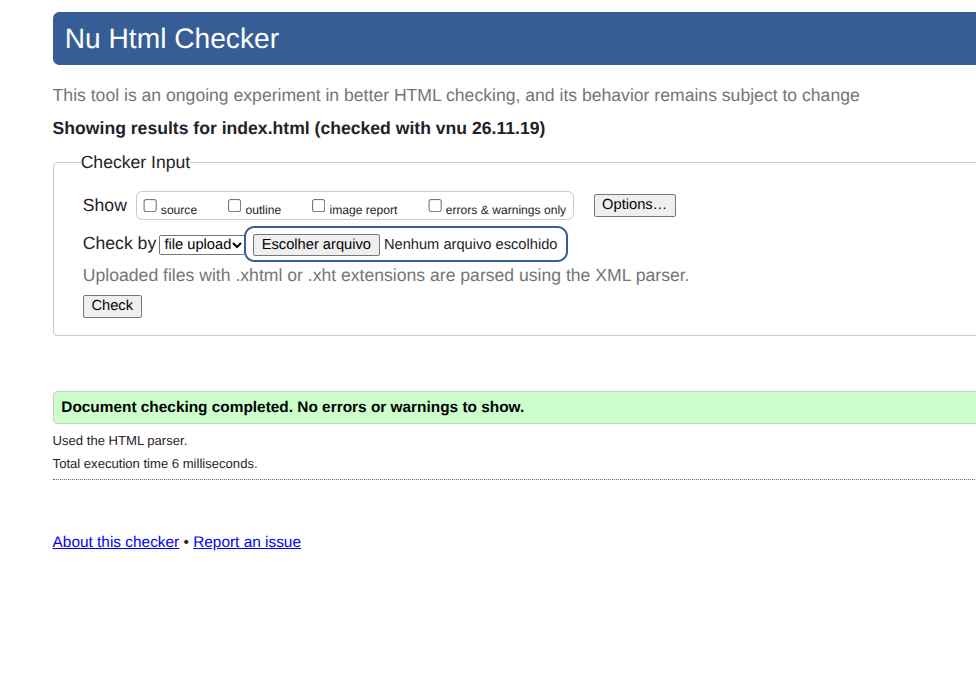 Nu Html Checker
This tool is an ongoing experiment in better HTML checking, and its behavior remains subject to change
Showing results for index.html (checked with vnu 26.11.19)
Checker Input
Show source outline image report errors & warnings only Options…
Check by file upload Escolher arquivo Nenhum arquivo escolhido
Uploaded files with .xhtml or .xht extensions are parsed using the XML parser.
Check
Document checking completed. No errors or warnings to show.
Used the HTML parser.
Total execution time 6 milliseconds.
About this checker • Report an issue